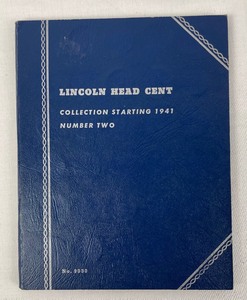 LINCOLN HEAD CENT
COLLECTION STARTING 1941
NUMBER TWO
No. 9030